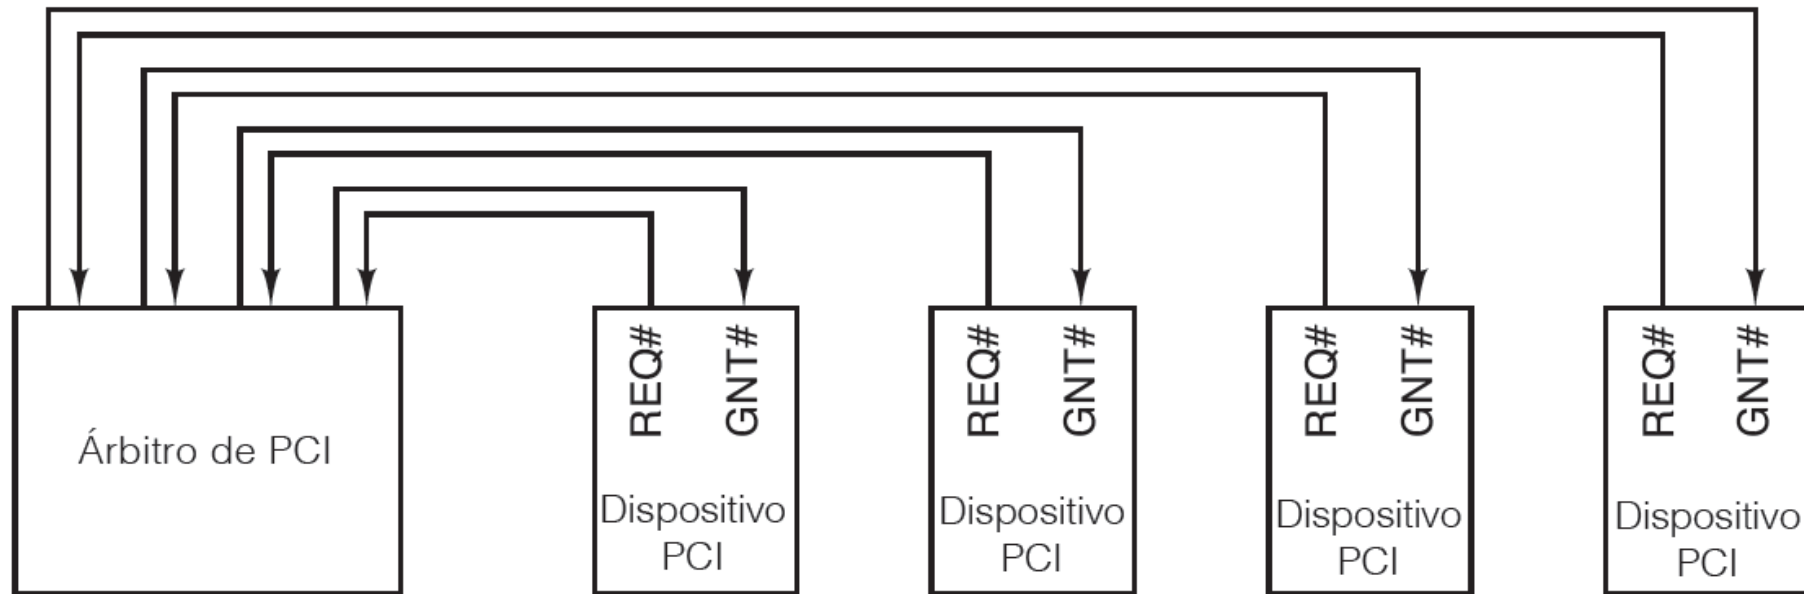 Árbitro de PCI
REQ#
GNT#
Dispositivo
PCI
REQ#
GNT#
Dispositivo
PCI
REQ#
GNT#
Dispositivo
PCI
REQ#
GNT#
Dispositivo
PCI